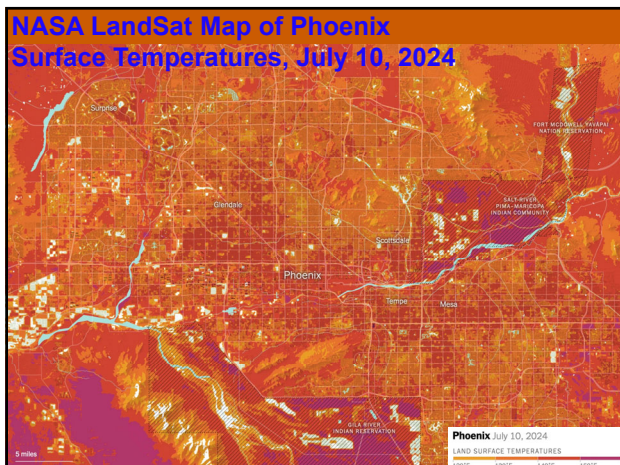 NASA LandSat Map of Phoenix
Surface Temperatures, July 10, 2024
Surprise
FORT MCDOWELL YAVAPAI
NATION RESERVATION
Glendale
SALT RIVER
PIMA–MARICOPA
INDIAN COMMUNITY
Scottsdale
Phoenix
Tempe
Mesa
GILA RIVER
INDIAN RESERVATION
5 miles
Phoenix July 10, 2024
LAND SURFACE TEMPERATURES